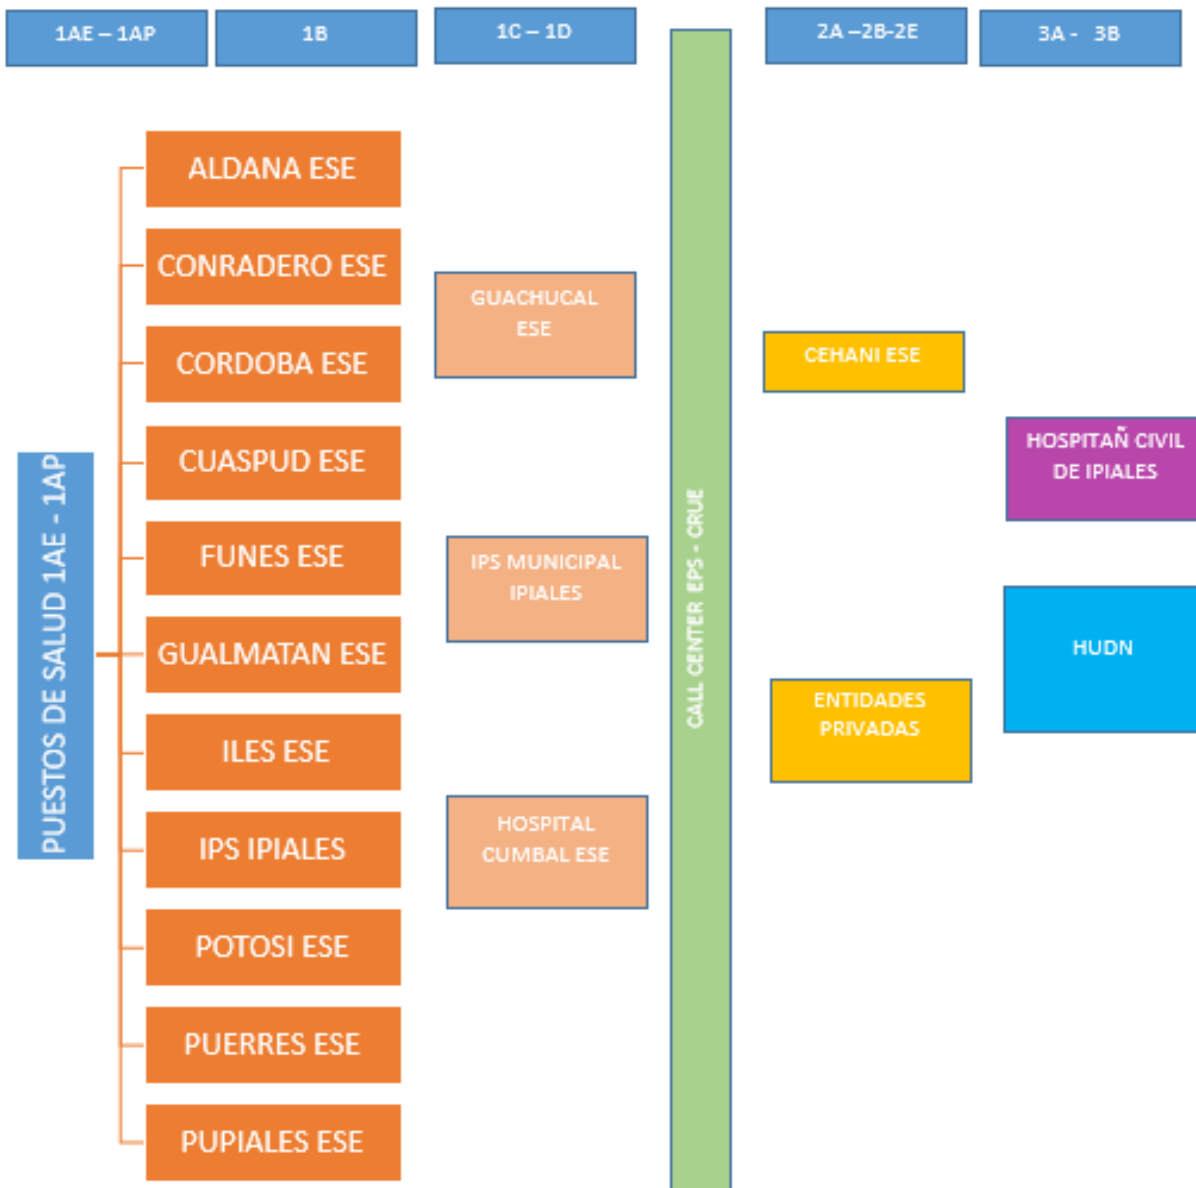 1AE – 1AP
1B
1C – 1D
2A –2B-2E
3A - 3B
PUESTOS DE SALUD 1AE - 1AP
ALDANA ESE
CONRADERO ESE
CORDOBA ESE
CUASPUD ESE
FUNES ESE
GUALMATAN ESE
ILES ESE
IPS IPIALES
POTOSI ESE
PUERRES ESE
PUPIALES ESE
GUACHUCAL
ESE
IPS MUNICIPAL
IPIALES
HOSPITAL
CUMBAL ESE
CALL CENTER EPS - CRUE
CEHANI ESE
ENTIDADES
PRIVADAS
HOSPITAÑ CIVIL
DE IPIALES
HUDN